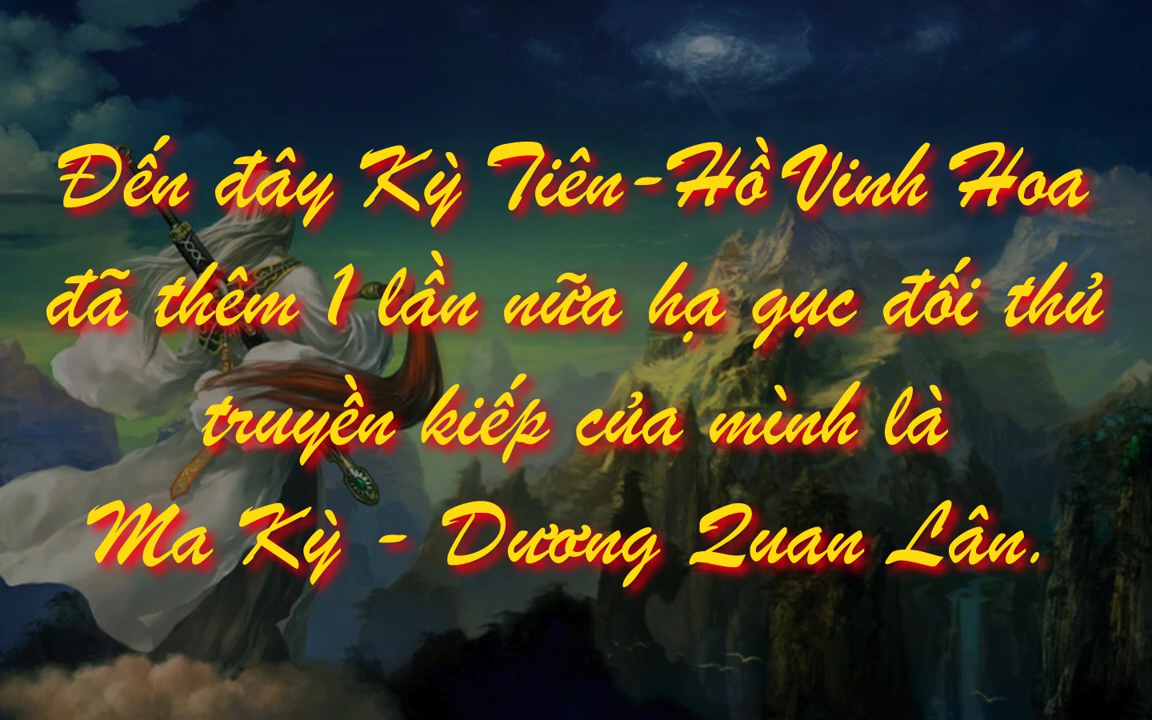 Đến đây Kỳ Tiên-Hồ Vinh Hoa
đã thêm 1 lần nữa hạ gục đối thủ
truyền kiếp của mình là
Ma Kỳ - Dương Quan Lân.